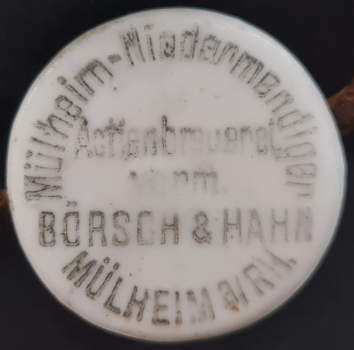 Mülheim-Niedermendiger
Actienbrauerei
vorm.
BÖRSCH & HAHN
MÜLHEIM a/RH.